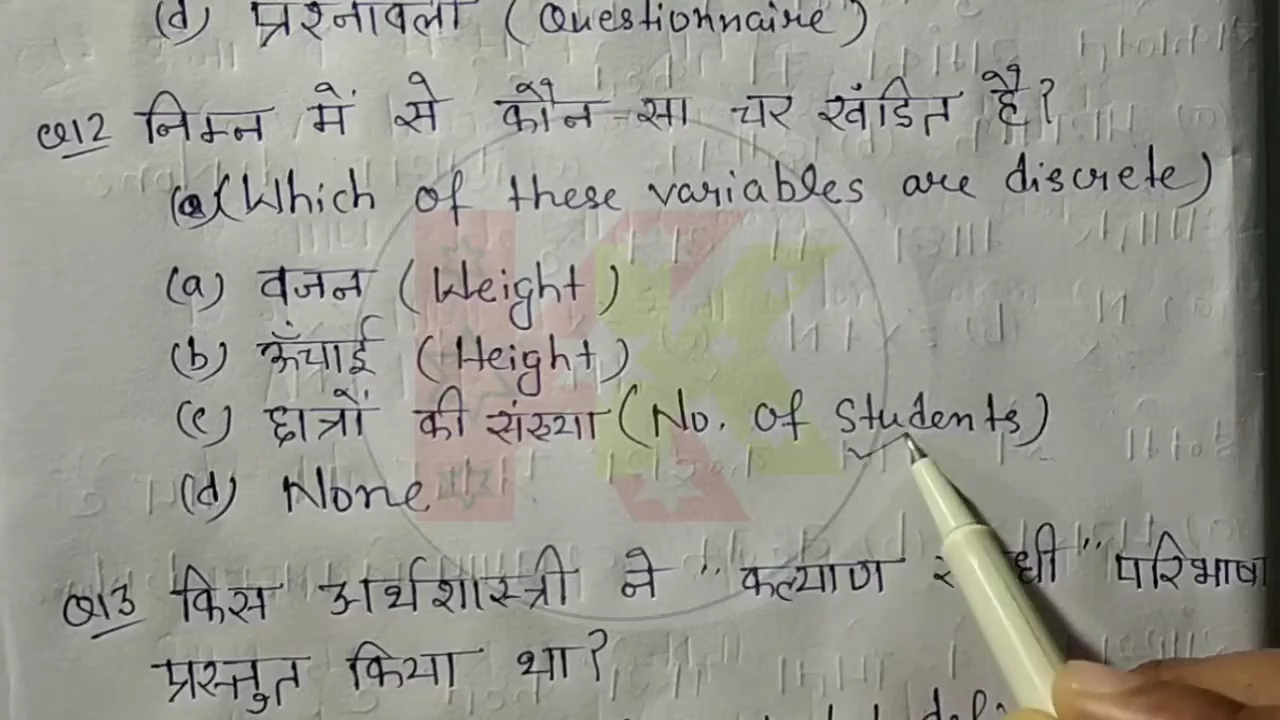 (d) प्रश्नावली (Questionnaire)
Q12 निम्न में से कौन-सा चर खंडित है?
(Which of these variables are discrete)
(a) वजन (Weight)
(b) ऊँचाई (Height)
(c) छात्रों की संख्या (No. of Students)
(d) None
Q13 किस अर्थशास्त्री ने "कल्याण धी" परिभाषा
प्रस्तुत किया था?